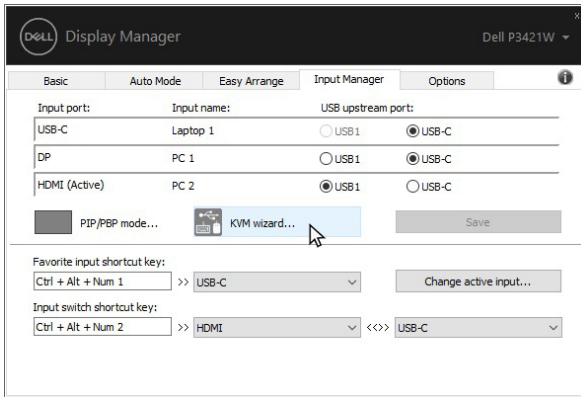 DELL Display Manager Dell P3421W
x
Basic Auto Mode Easy Arrange Input Manager Options i
Input port: Input name: USB upstream port:
USB-C Laptop 1 USB1 USB-C
DP PC 1 USB1 USB-C
HDMI (Active) PC 2 USB1 USB-C
PIP/PBP mode... KVM wizard... Save
Favorite input shortcut key:
Ctrl + Alt + Num 1 >> USB-C Change active input...
Input switch shortcut key:
Ctrl + Alt + Num 2 >> HDMI <<>> USB-C